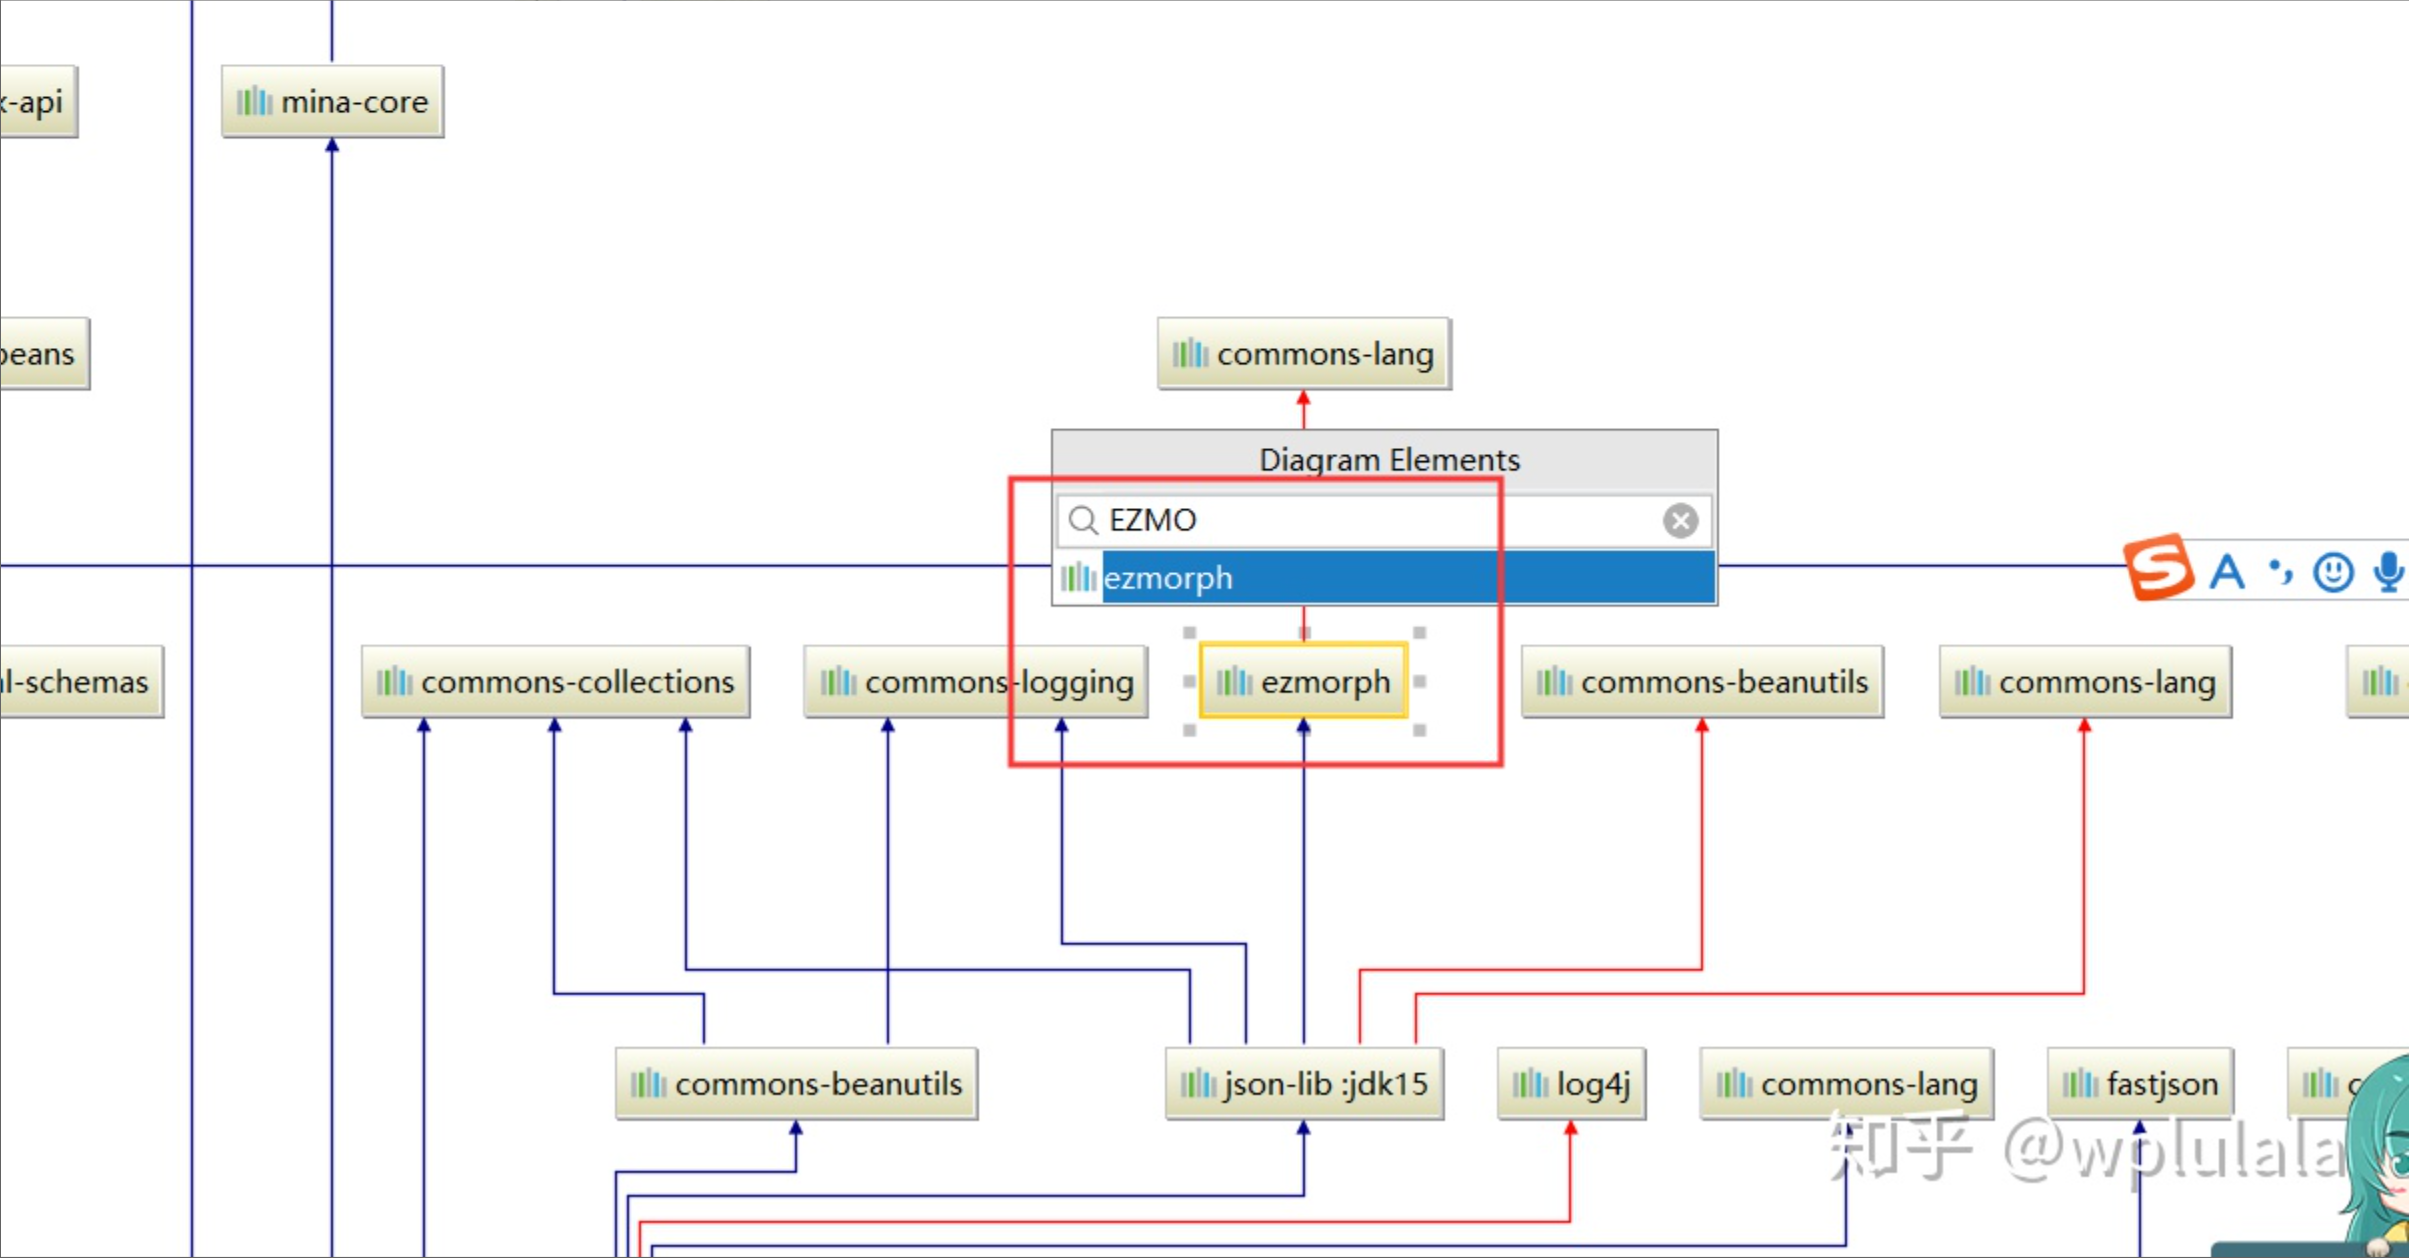 x-api
mina-core
beans
commons-lang
Diagram Elements
EZMO
ezmorph
l-schemas
commons-collections
commons-logging
ezmorph
commons-beanutils
commons-lang
commons-beanutils
json-lib :jdk15
log4j
commons-lang
fastjson
c
知乎 @wplulala